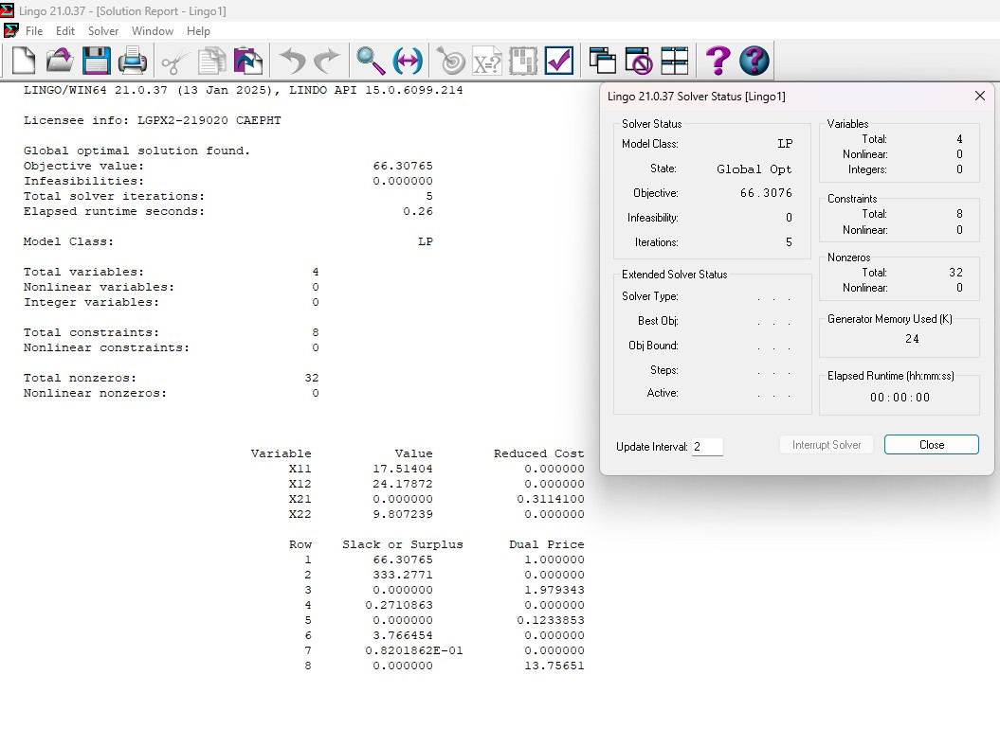 Lingo 21.0.37 - [Solution Report - Lingo1]
File Edit Solver Window Help
LINGO/WIN64 21.0.37 (13 Jan 2025), LINDO API 15.0.6099.214
Licensee info: LGPX2-219020 CAEPHT
Global optimal solution found.
Objective value: 66.30765
Infeasibilities: 0.000000
Total solver iterations: 5
Elapsed runtime seconds: 0.26
Model Class: LP
Total variables: 4
Nonlinear variables: 0
Integer variables: 0
Total constraints: 8
Nonlinear constraints: 0
Total nonzeros: 32
Nonlinear nonzeros: 0
Variable Value Reduced Cost
X11 17.51404 0.000000
X12 24.17872 0.000000
X21 0.000000 0.3114100
X22 9.807239 0.000000
Row Slack or Surplus Dual Price
1 66.30765 1.000000
2 333.2771 0.000000
3 0.000000 1.979343
4 0.2710863 0.000000
5 0.000000 0.1233853
6 3.766454 0.000000
7 0.8201862E-01 0.000000
8 0.000000 13.75651
Lingo 21.0.37 Solver Status [Lingo1]
Solver Status
Model Class: LP
State: Global Opt
Objective: 66.3076
Infeasibility: 0
Iterations: 5
Extended Solver Status
Solver Type: . . .
Best Obj: . . .
Obj Bound: . . .
Steps: . . .
Active: . . .
Variables
Total: 4
Nonlinear: 0
Integers: 0
Constraints
Total: 8
Nonlinear: 0
Nonzeros
Total: 32
Nonlinear: 0
Generator Memory Used (K)
24
Elapsed Runtime (hh:mm:ss)
00:00:00
Update Interval: 2
Interrupt Solver
Close